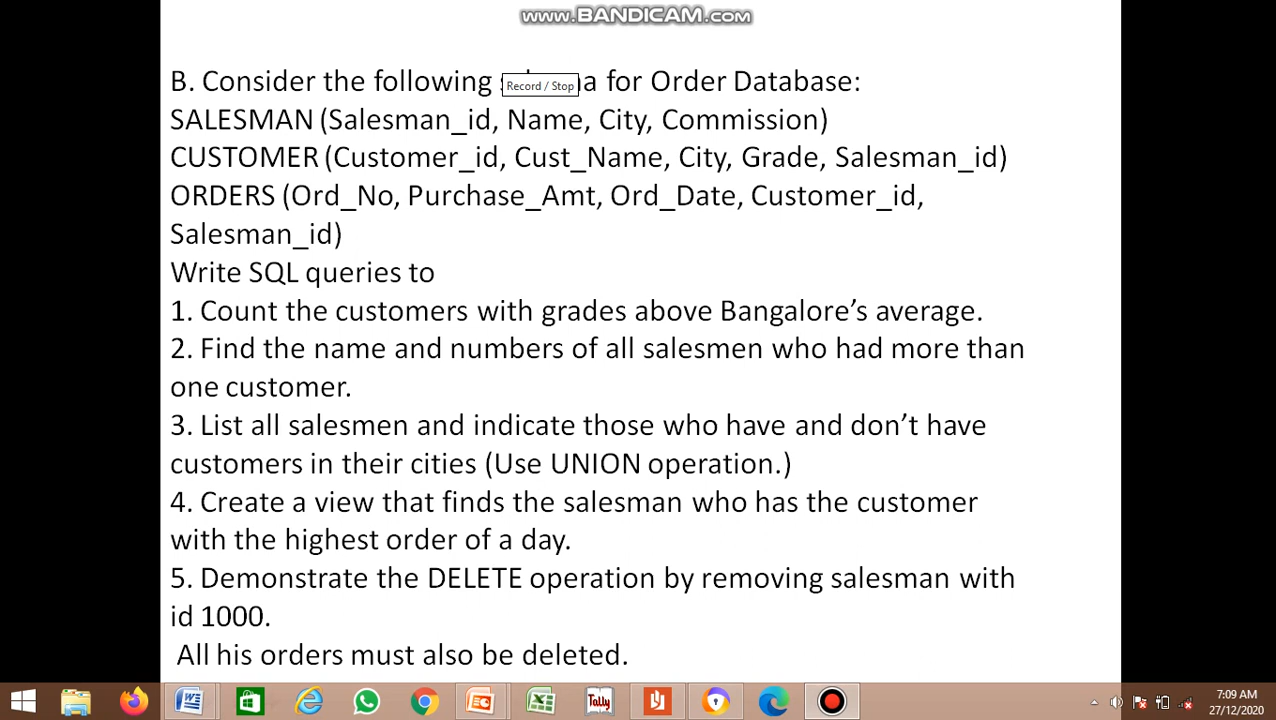 www.BANDICAM.com
B. Consider the following a for Order Database:
Record / Stop
SALESMAN (Salesman_id, Name, City, Commission)
CUSTOMER (Customer_id, Cust_Name, City, Grade, Salesman_id)
ORDERS (Ord_No, Purchase_Amt, Ord_Date, Customer_id,
Salesman_id)
Write SQL queries to
1. Count the customers with grades above Bangalore’s average.
2. Find the name and numbers of all salesmen who had more than
one customer.
3. List all salesmen and indicate those who have and don’t have
customers in their cities (Use UNION operation.)
4. Create a view that finds the salesman who has the customer
with the highest order of a day.
5. Demonstrate the DELETE operation by removing salesman with
id 1000.
All his orders must also be deleted.
Tally
7:09 AM
27/12/2020